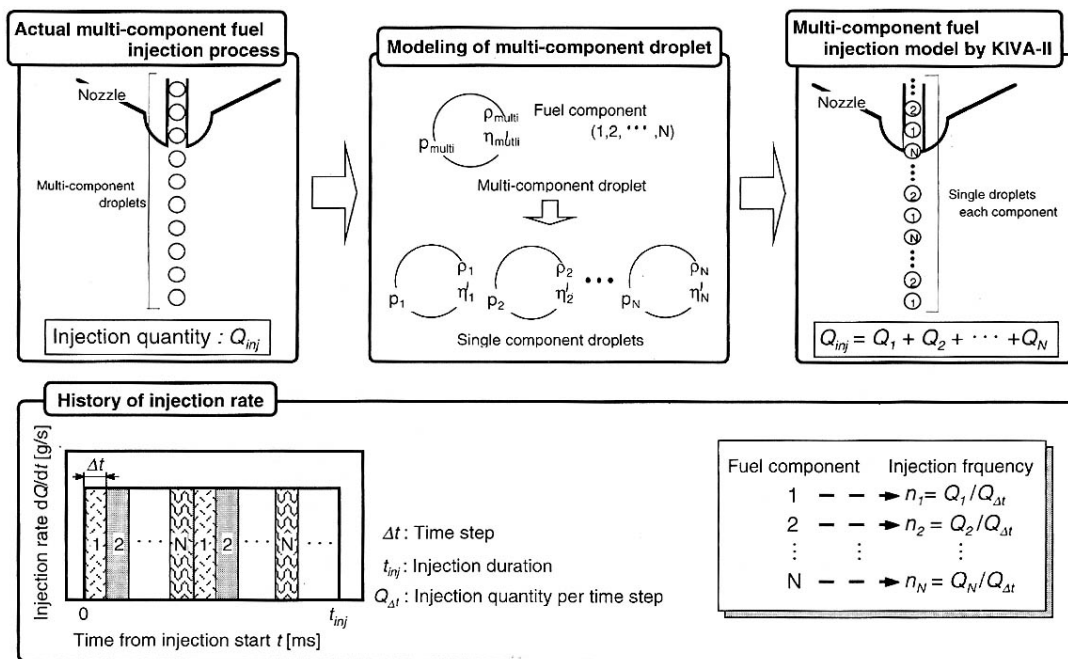 Actual multi-component fuel
injection process
Nozzle
Multi-component
droplets
Injection quantity : Qinj
Modeling of multi-component droplet
ρmulti
ηmulti
pmulti
Fuel component
(1,2, ··· ,N)
Multi-component droplet
ρ1
η1
p1
ρ2
η2
p2
···
ρN
ηN
pN
Single component droplets
Multi-component fuel
injection model by KIVA-II
Nozzle
2
1
N
2
1
N
2
1
Single droplets
each component
Qinj = Q1 + Q2 + ··· +QN
History of injection rate
Injection rate dQ/dt [g/s]
Δt
1 2 ··· N 1 2 ··· N ···
0 tinj
Time from injection start t [ms]
Δt : Time step
tinj : Injection duration
QΔt : Injection quantity per time step
Fuel component Injection frquency
1 n1= Q1/QΔt
2 n2 = Q2/QΔt
N nN = QN/QΔt